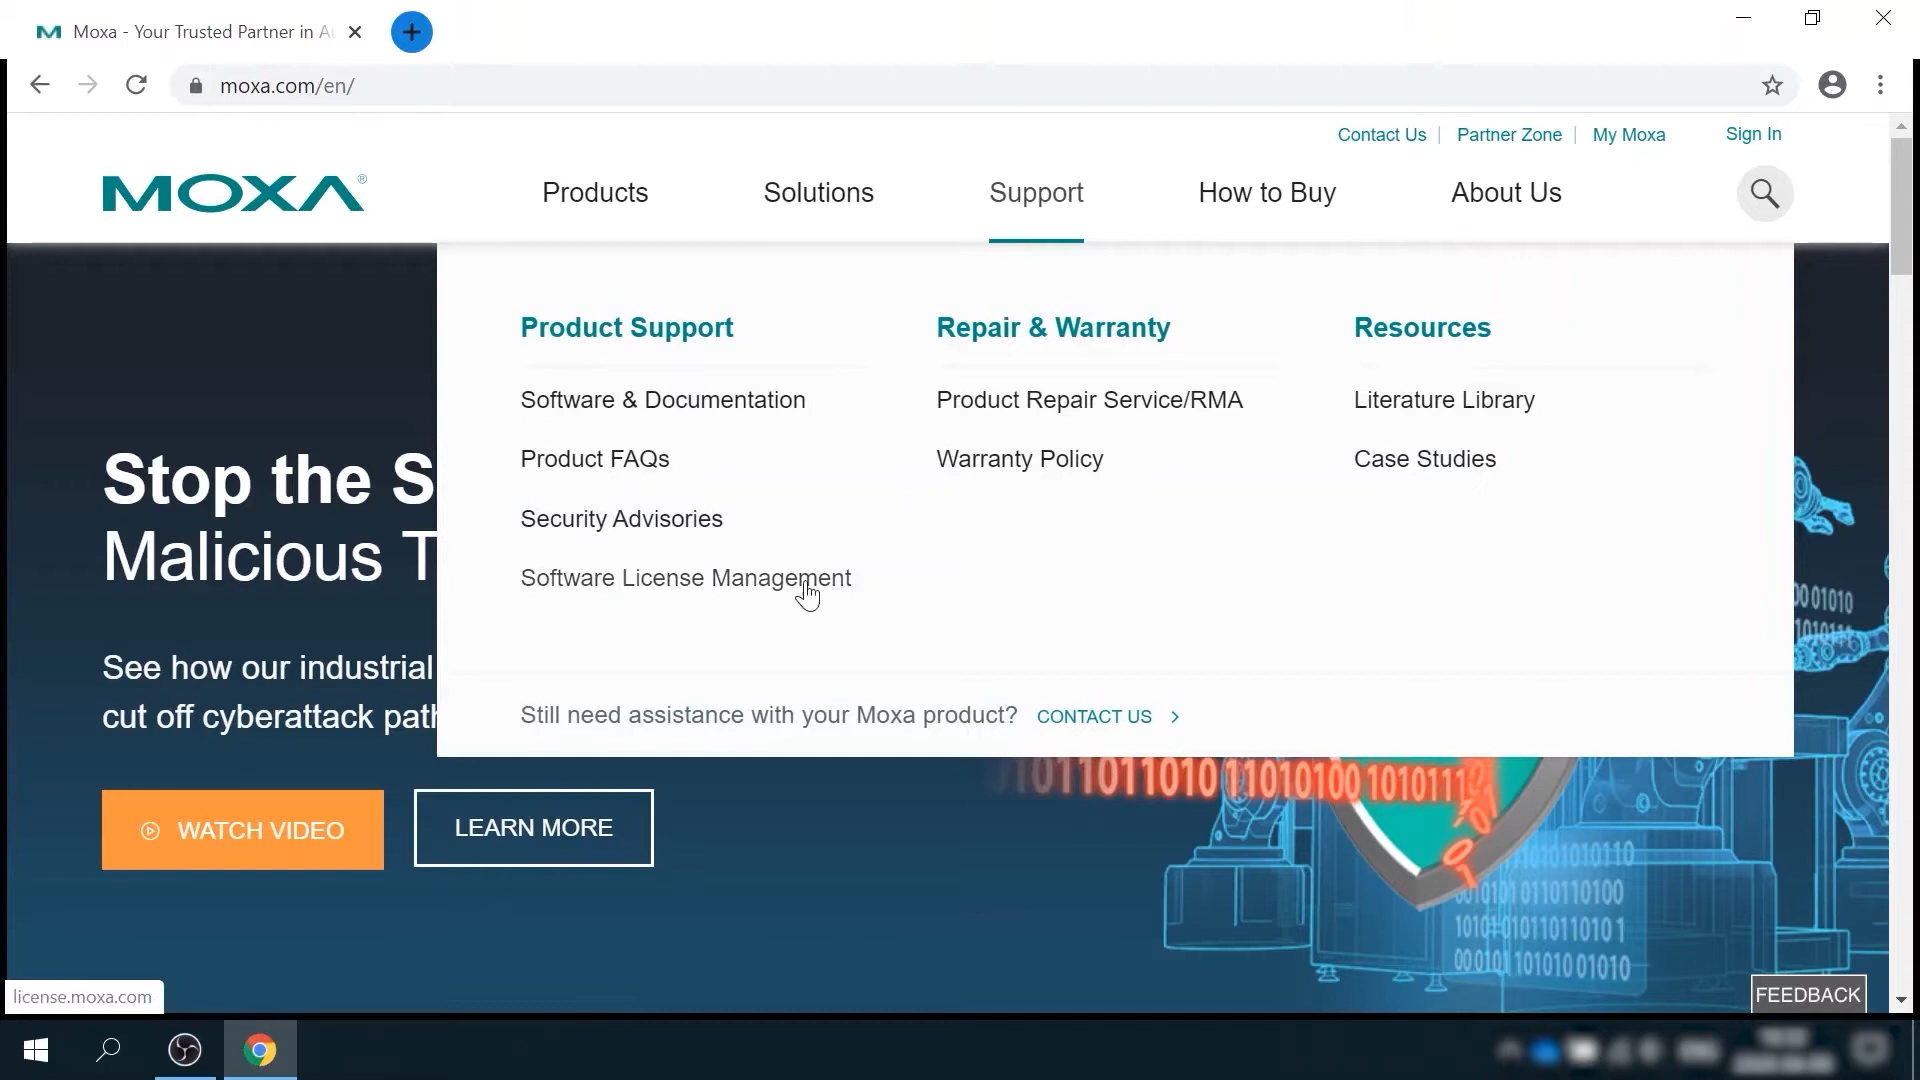 Moxa - Your Trusted Partner in Au
moxa.com/en/
Contact Us
Partner Zone
My Moxa
Sign In
MOXA®
Products
Solutions
Support
How to Buy
About Us
Product Support
Repair & Warranty
Resources
Software & Documentation
Product Repair Service/RMA
Literature Library
Product FAQs
Warranty Policy
Case Studies
Security Advisories
Software License Management
Still need assistance with your Moxa product? CONTACT US
Stop the S
Malicious T
See how our industrial
cut off cyberattack path
WATCH VIDEO
LEARN MORE
1011011010 11010100 101011
FEEDBACK
license.moxa.com